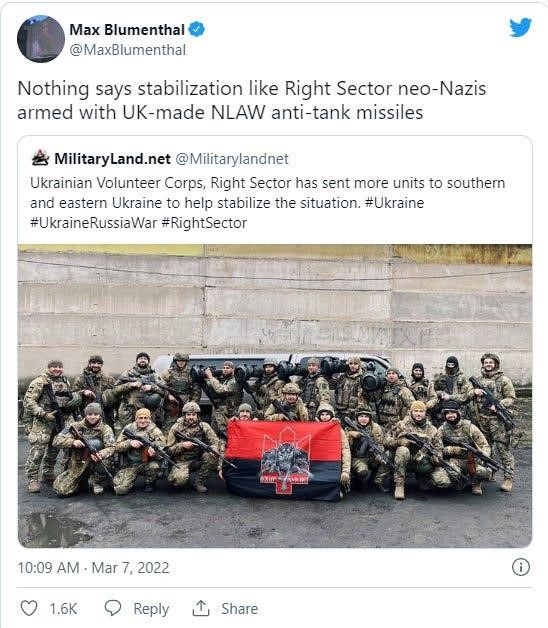 Max Blumenthal
@MaxBlumenthal
Nothing says stabilization like Right Sector neo-Nazis
armed with UK-made NLAW anti-tank missiles
MilitaryLand.net @Militarylandnet
Ukrainian Volunteer Corps, Right Sector has sent more units to southern
and eastern Ukraine to help stabilize the situation. #Ukraine
#UkraineRussiaWar #RightSector
10:09 AM · Mar 7, 2022
1.6K Reply Share